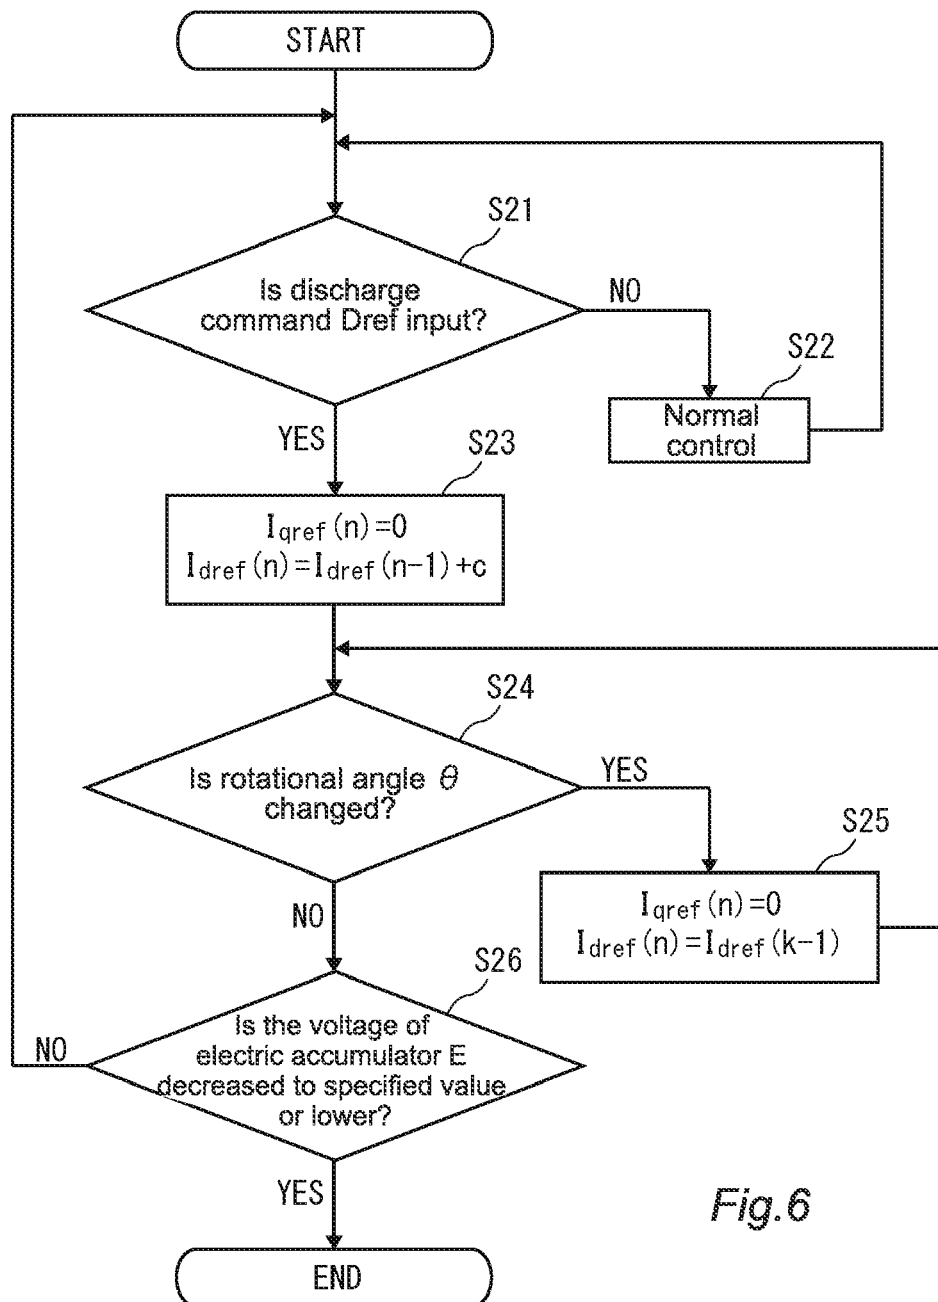 START
S21
Is discharge
command Dref input?
NO
S22
Normal
control
YES
S23
Iqref(n)=0
Idref(n)=Idref(n-1)+c
S24
Is rotational angle θ
changed?
YES
S25
Iqref(n)=0
Idref(n)=Idref(k-1)
NO
S26
Is the voltage of
electric accumulator E
decreased to specified value
or lower?
NO
YES
Fig.6
END